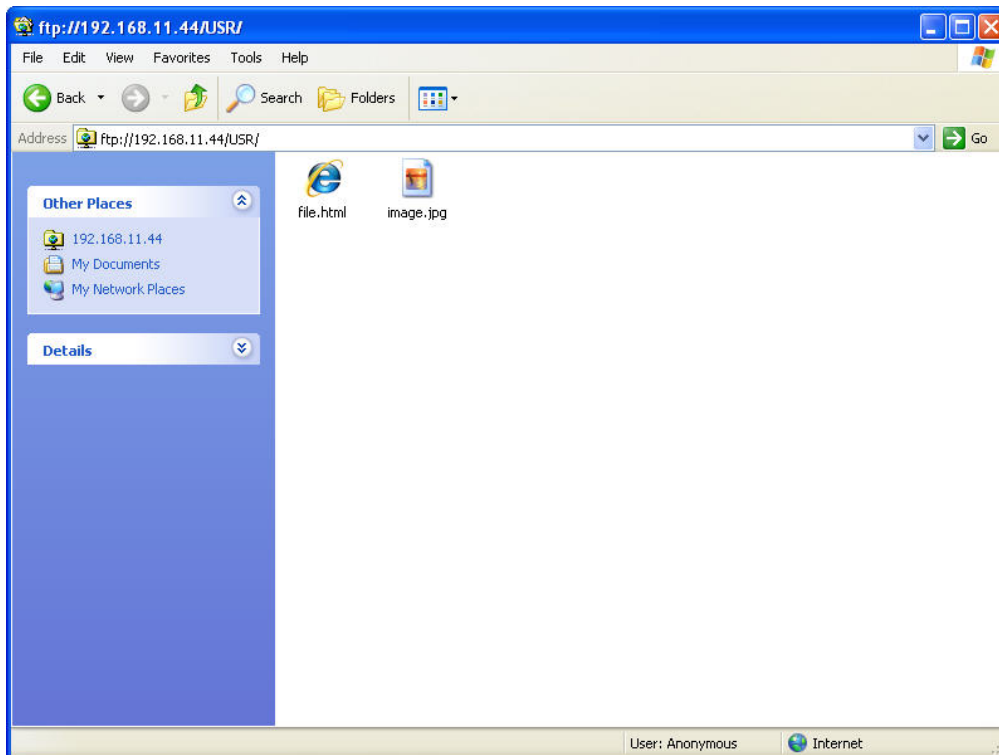 ftp://192.168.11.44/USR/
File Edit View Favorites Tools Help
Back Search Folders
Address ftp://192.168.11.44/USR/ Go
Other Places
192.168.11.44
My Documents
My Network Places
Details
file.html image.jpg
User: Anonymous Internet